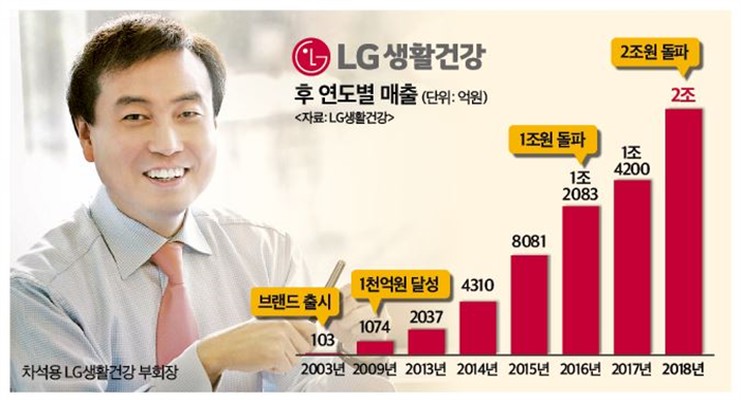 LG생활건강
후 연도별 매출 (단위: 억원)
<자료: LG생활건강>
브랜드 출시
1천억원 달성
1조원 돌파
2조원 돌파
103
1074
2037
4310
8081
1조
2083
1조
4200
2조
2003년 2009년 2013년 2014년 2015년 2016년 2017년 2018년
차석용 LG생활건강 부회장